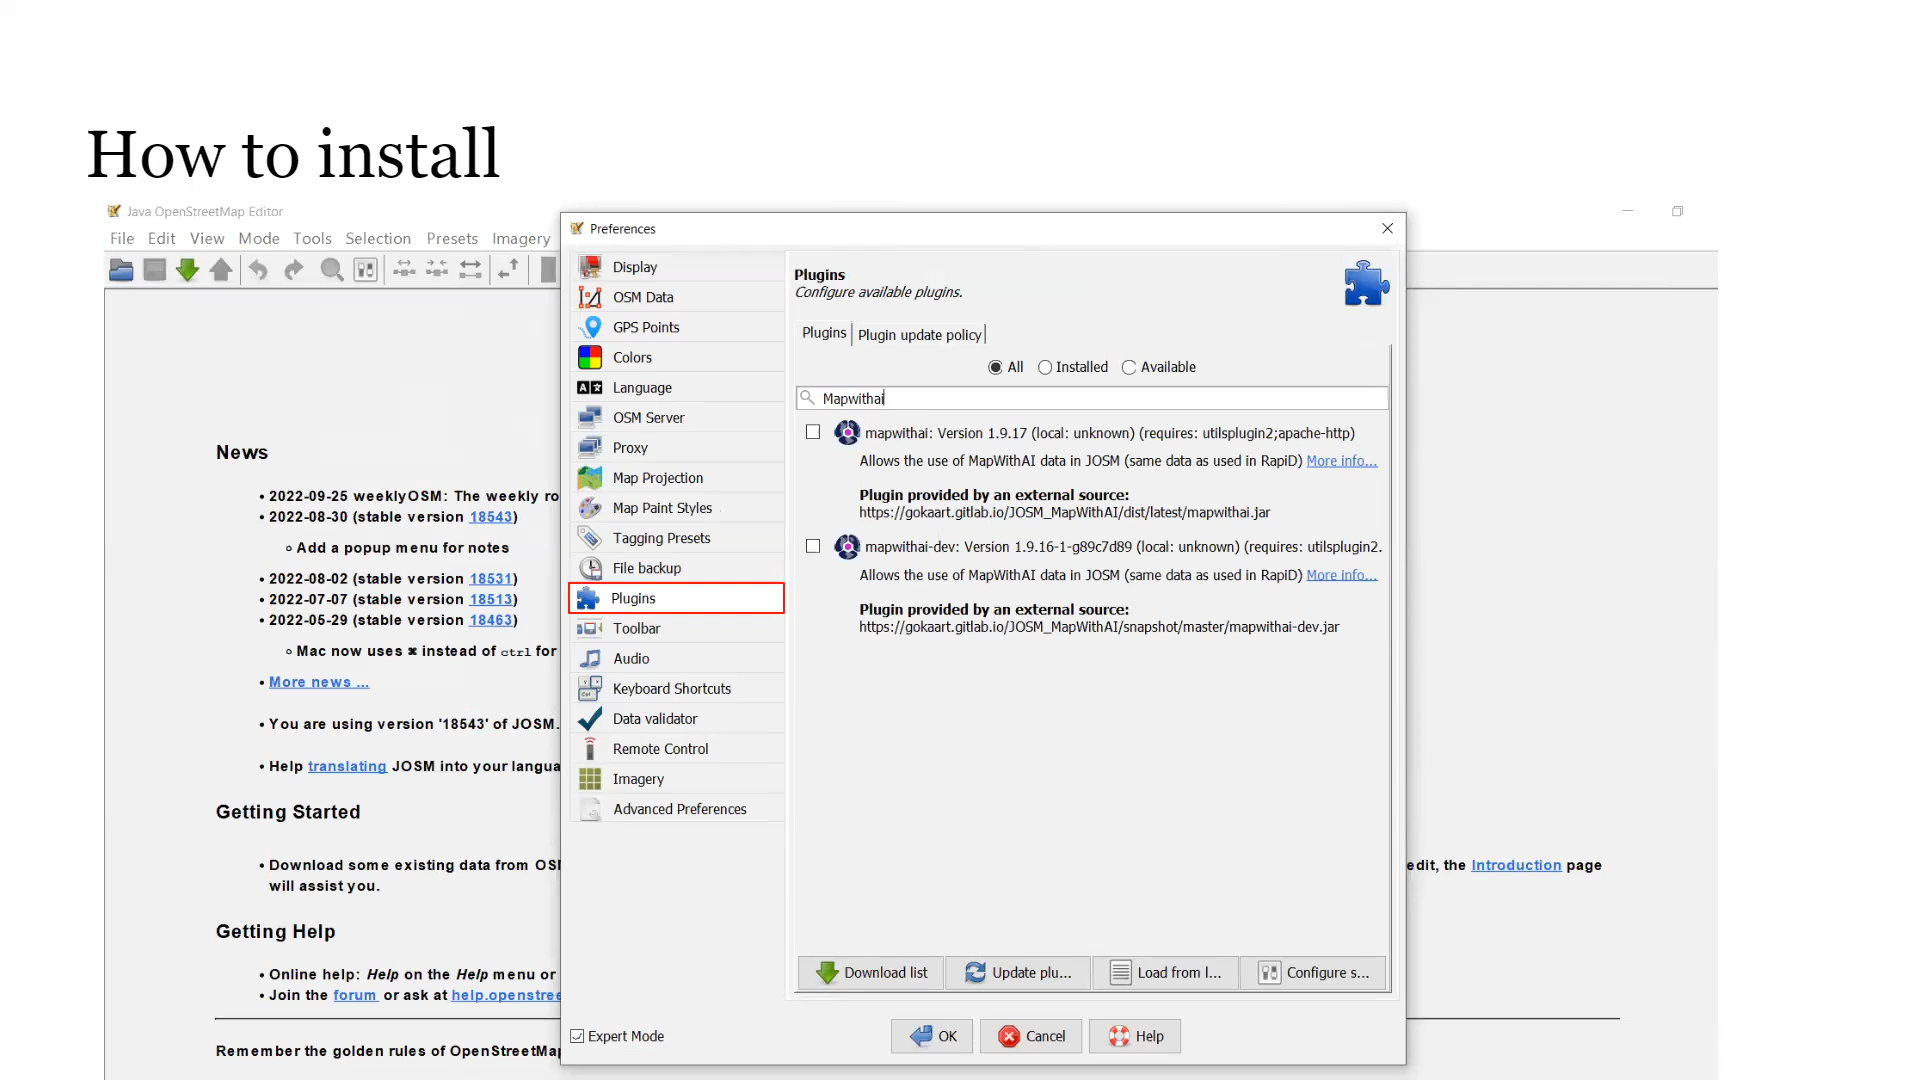 How to install
Java OpenStreetMap Editor
File Edit View Mode Tools Selection Presets Imagery
News
• 2022-09-25 weeklyOSM: The weekly ro
• 2022-08-30 (stable version 18543)
◦ Add a popup menu for notes
• 2022-08-02 (stable version 18531)
• 2022-07-07 (stable version 18513)
• 2022-05-29 (stable version 18463)
◦ Mac now uses ⌘ instead of ctrl for
• More news ...
• You are using version '18543' of JOSM.
• Help translating JOSM into your langua
Getting Started
• Download some existing data from OSM
edit, the Introduction page
will assist you.
Getting Help
• Online help: Help on the Help menu or
• Join the forum or ask at help.openstree
Remember the golden rules of OpenStreetMap
Preferences
Display
OSM Data
GPS Points
Colors
Language
OSM Server
Proxy
Map Projection
Map Paint Styles
Tagging Presets
File backup
Plugins
Toolbar
Audio
Keyboard Shortcuts
Data validator
Remote Control
Imagery
Advanced Preferences
Plugins
Configure available plugins.
Plugins Plugin update policy
All Installed Available
Mapwithai
mapwithai: Version 1.9.17 (local: unknown) (requires: utilsplugin2;apache-http)
Allows the use of MapWithAI data in JOSM (same data as used in RapiD) More info...
Plugin provided by an external source:
https://gokaart.gitlab.io/JOSM_MapWithAI/dist/latest/mapwithai.jar
mapwithai-dev: Version 1.9.16-1-g89c7d89 (local: unknown) (requires: utilsplugin2.
Allows the use of MapWithAI data in JOSM (same data as used in RapiD) More info...
Plugin provided by an external source:
https://gokaart.gitlab.io/JOSM_MapWithAI/snapshot/master/mapwithai-dev.jar
Download list Update plu... Load from l... Configure s...
Expert Mode OK Cancel Help